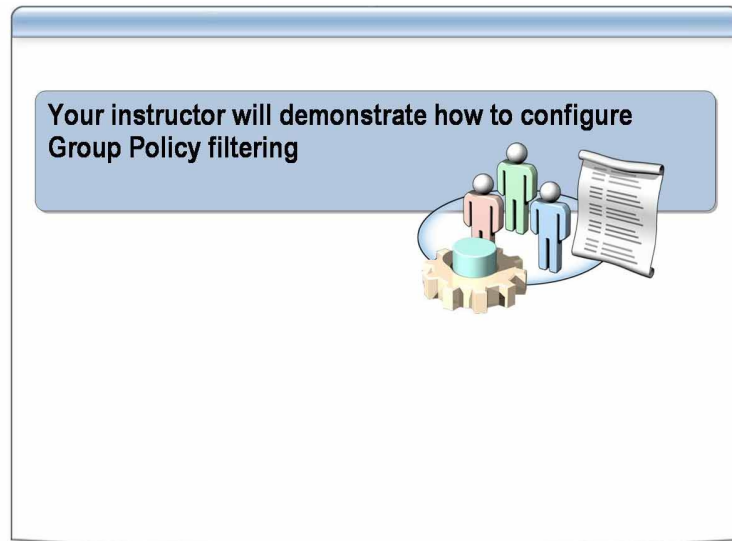 Your instructor will demonstrate how to configure
Group Policy filtering